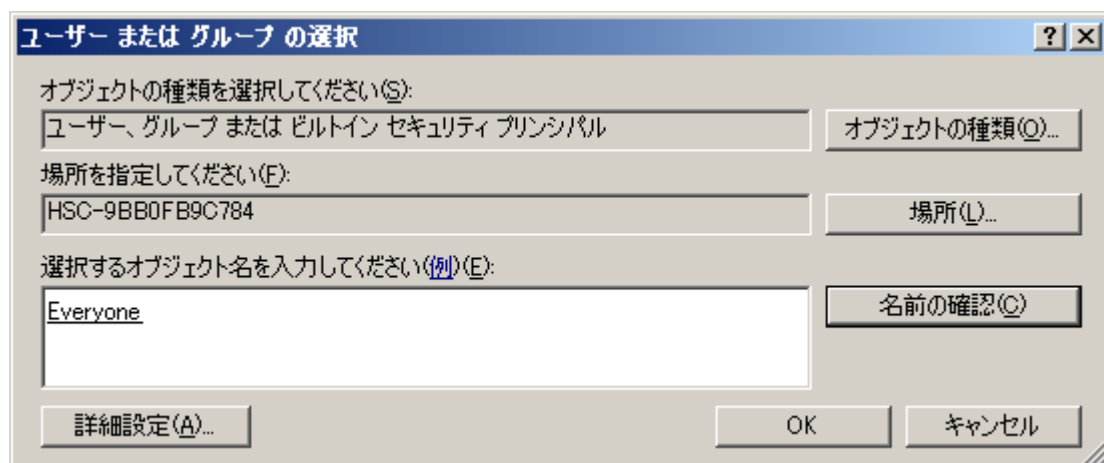 ユーザー または グループ の選択
オブジェクトの種類を選択してください(S):
ユーザー、グループ または ビルトイン セキュリティ プリンシパル
オブジェクトの種類(O)...
場所を指定してください(F):
HSC-9BB0FB9C784
場所(L)...
選択するオブジェクト名を入力してください(例)(E):
Everyone
名前の確認(C)
詳細設定(A)...
OK
キャンセル